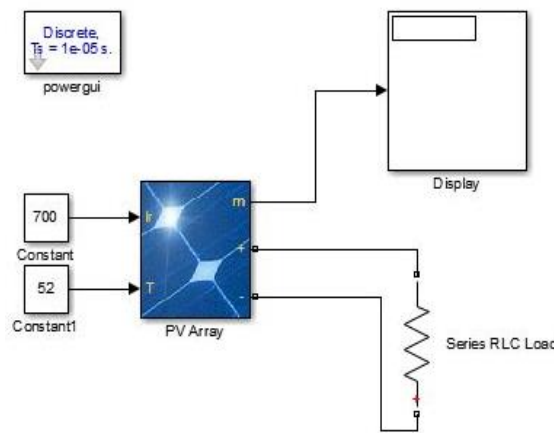 Discrete,
Ts = 1e-05 s.
powergui
Display
700
Constant
52
Constant1
Ir
T
m
+
-
PV Array
Series RLC Load
+